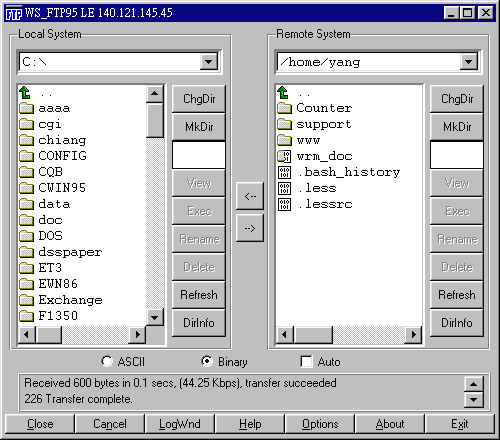 WS_FTP95 LE 140.121.145.45
Local System
C:\
..
aaaa
cgi
chiang
CONFIG
CQB
CWIN95
data
doc
DOS
dsspaper
ET3
EWN86
Exchange
F1350
ChgDir
MkDir
View
Exec
Rename
Delete
Refresh
DirInfo
<--
-->
Remote System
/home/yang
..
Counter
support
www
wrm_doc
.bash_history
.less
.lessrc
ChgDir
MkDir
View
Exec
Rename
Delete
Refresh
DirInfo
ASCII
Binary
Auto
Received 600 bytes in 0.1 secs, (44.25 Kbps), transfer succeeded
226 Transfer complete.
Close
Cancel
LogWnd
Help
Options
About
Exit